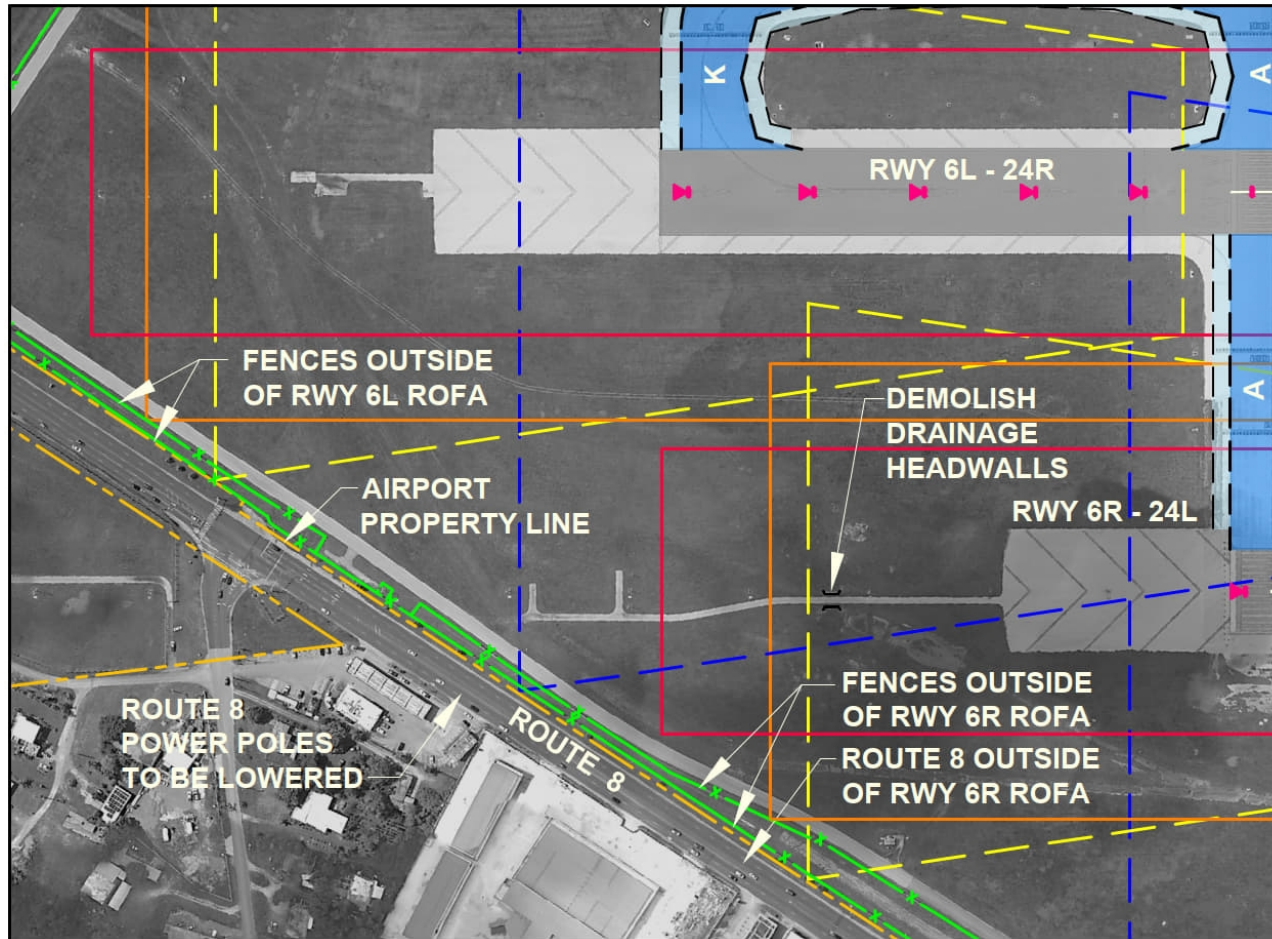 K
A
RWY 6L - 24R
FENCES OUTSIDE
OF RWY 6L ROFA
DEMOLISH
DRAINAGE
HEADWALLS
A
AIRPORT
PROPERTY LINE
RWY 6R - 24L
ROUTE 8
POWER POLES
TO BE LOWERED
ROUTE 8
FENCES OUTSIDE
OF RWY 6R ROFA
ROUTE 8 OUTSIDE
OF RWY 6R ROFA